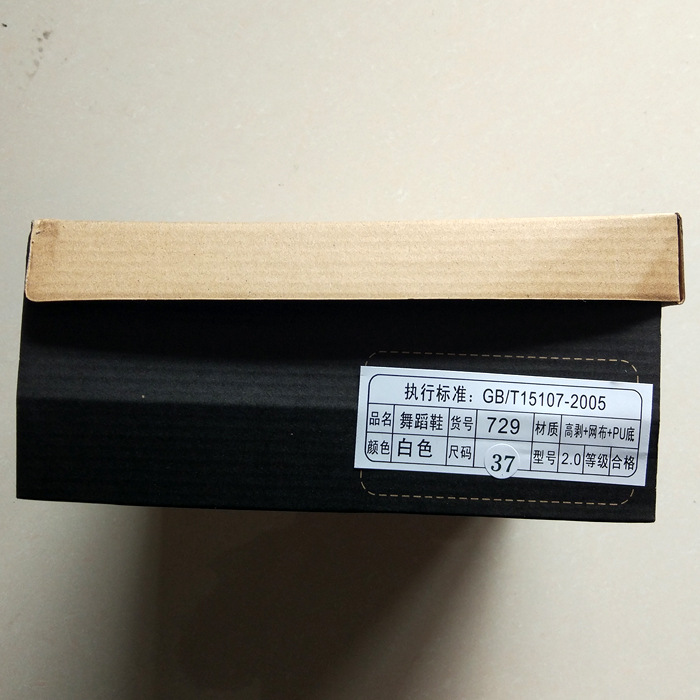 执行标准：GB/T15107-2005
品名 舞蹈鞋 货号 729 材质 高剥+网布+PU底
颜色 白色 尺码 37 型号 2.0 等级 合格